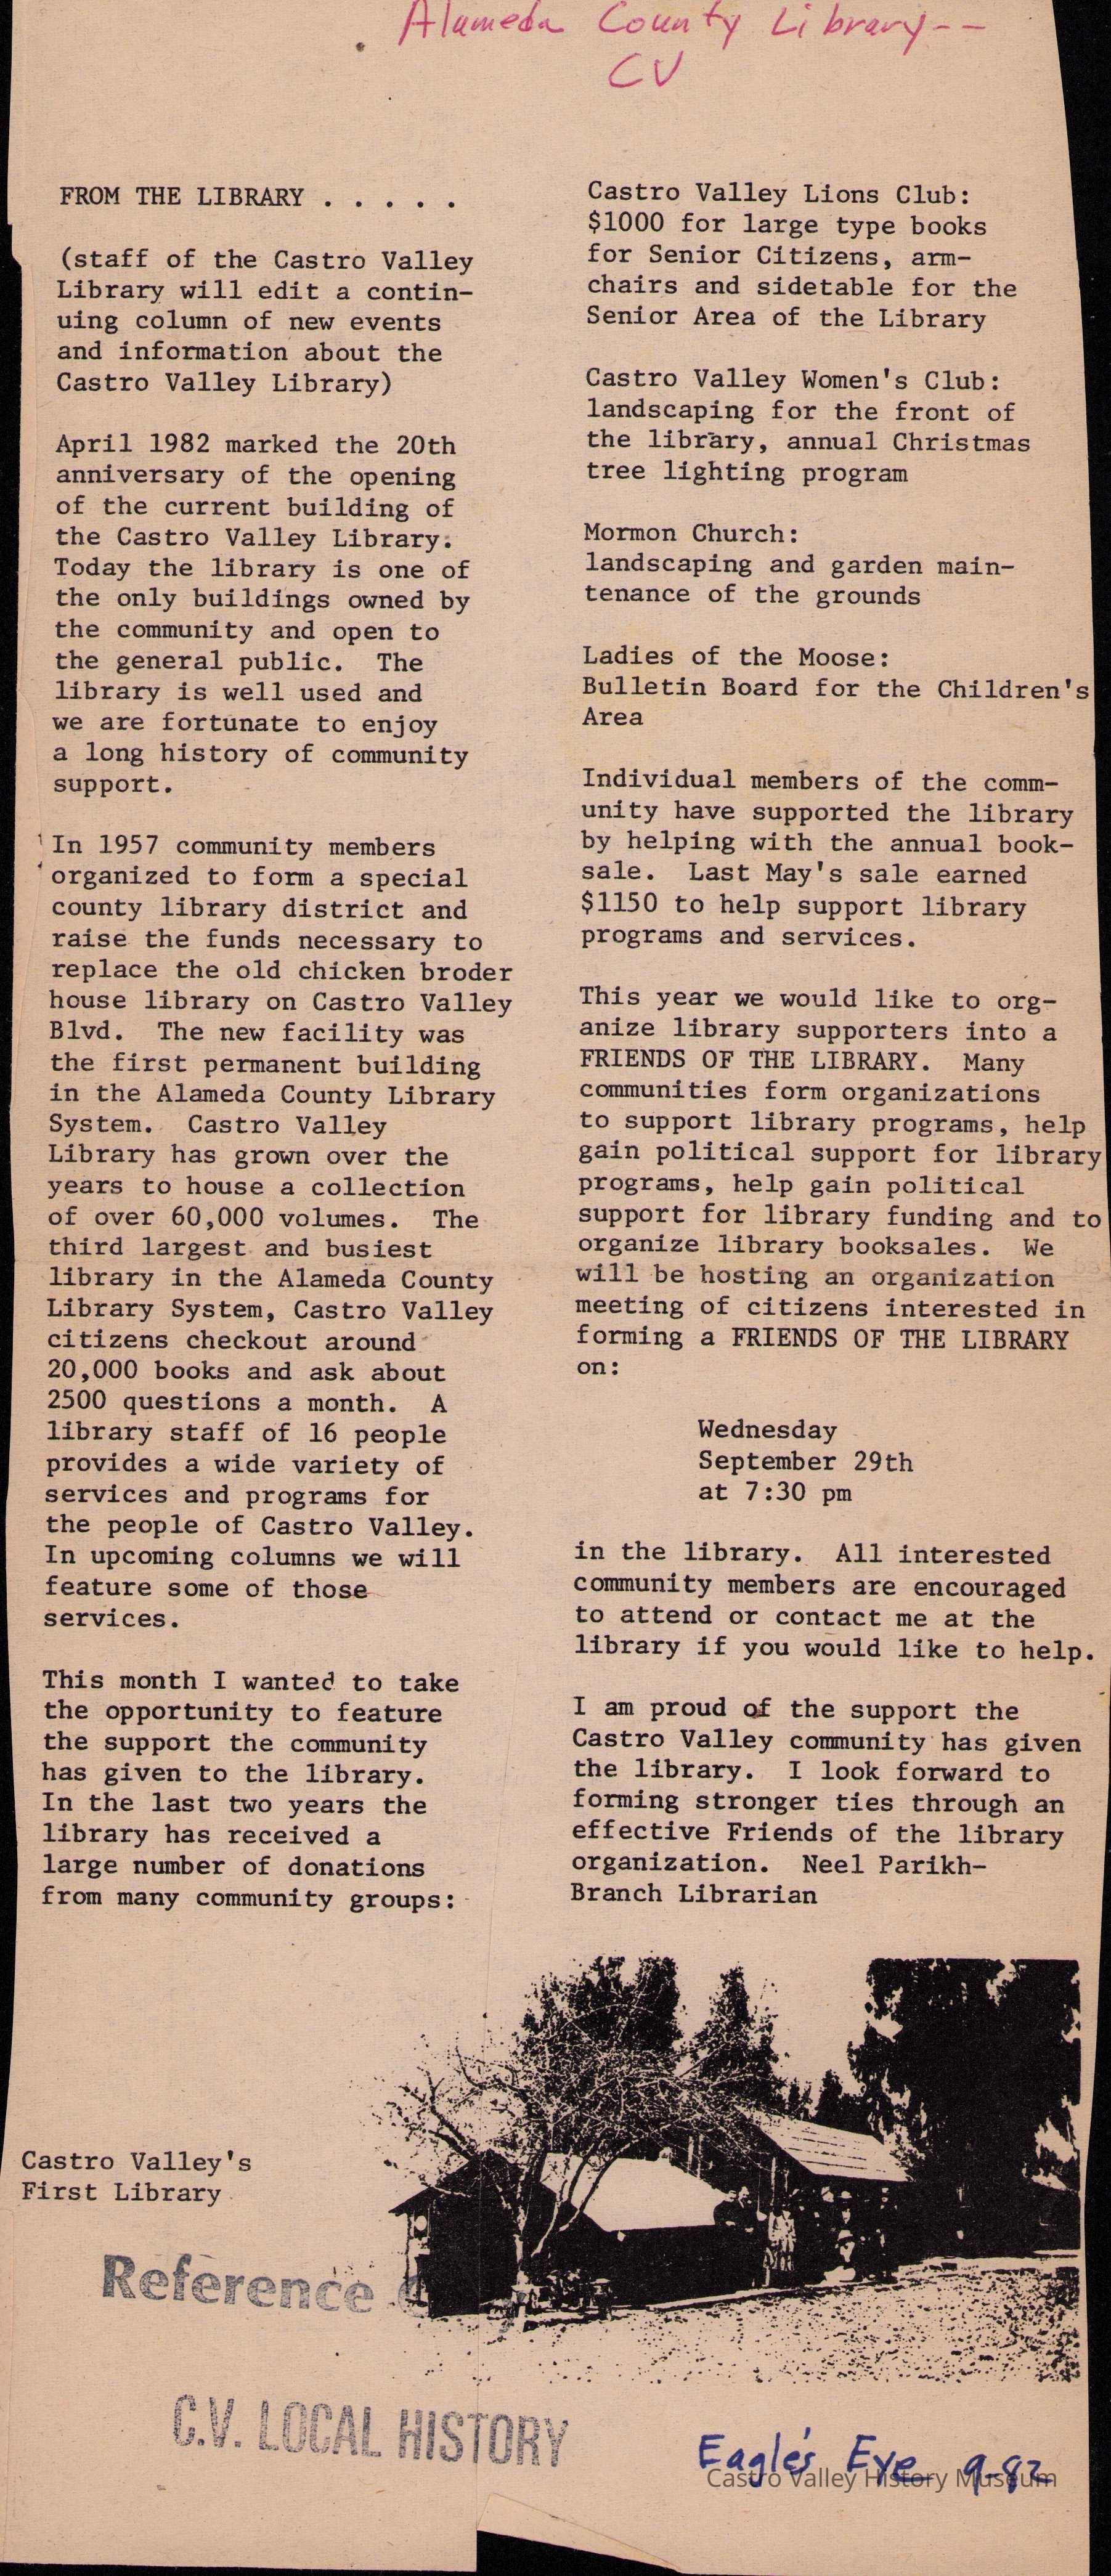 Alameda County Library--
CV
FROM THE LIBRARY . . . . .
(staff of the Castro Valley
Library will edit a contin-
uing column of new events
and information about the
Castro Valley Library)
April 1982 marked the 20th
anniversary of the opening
of the current building of
the Castro Valley Library.
Today the library is one of
the only buildings owned by
the community and open to
the general public.  The
library is well used and
we are fortunate to enjoy
a long history of community
support.
In 1957 community members
organized to form a special
county library district and
raise the funds necessary to
replace the old chicken broder
house library on Castro Valley
Blvd.  The new facility was
the first permanent building
in the Alameda County Library
System.  Castro Valley
Library has grown over the
years to house a collection
of over 60,000 volumes.  The
third largest and busiest
library in the Alameda County
Library System, Castro Valley
citizens checkout around
20,000 books and ask about
2500 questions a month.  A
library staff of 16 people
provides a wide variety of
services and programs for
the people of Castro Valley.
In upcoming columns we will
feature some of those
services.
This month I wanted to take
the opportunity to feature
the support the community
has given to the library.
In the last two years the
library has received a
large number of donations
from many community groups:
Castro Valley Lions Club:
$1000 for large type books
for Senior Citizens, arm-
chairs and sidetable for the
Senior Area of the Library
Castro Valley Women's Club:
landscaping for the front of
the library, annual Christmas
tree lighting program
Mormon Church:
landscaping and garden main-
tenance of the grounds
Ladies of the Moose:
Bulletin Board for the Children's
Area
Individual members of the comm-
unity have supported the library
by helping with the annual book-
sale.  Last May's sale earned
$1150 to help support library
programs and services.
This year we would like to org-
anize library supporters into a
FRIENDS OF THE LIBRARY.  Many
communities form organizations
to support library programs, help
gain political support for library
programs, help gain political
support for library funding and to
organize library booksales.  We
will be hosting an organization
meeting of citizens interested in
forming a FRIENDS OF THE LIBRARY
on:
Wednesday
September 29th
at 7:30 pm
in the library.  All interested
community members are encouraged
to attend or contact me at the
library if you would like to help.
I am proud of the support the
Castro Valley community has given
the library.  I look forward to
forming stronger ties through an
effective Friends of the library
organization.  Neel Parikh-
Branch Librarian
Castro Valley's
First Library
Reference
C.V. LOCAL HISTORY
Eagle's Eye 9-82
Castro Valley History Museum